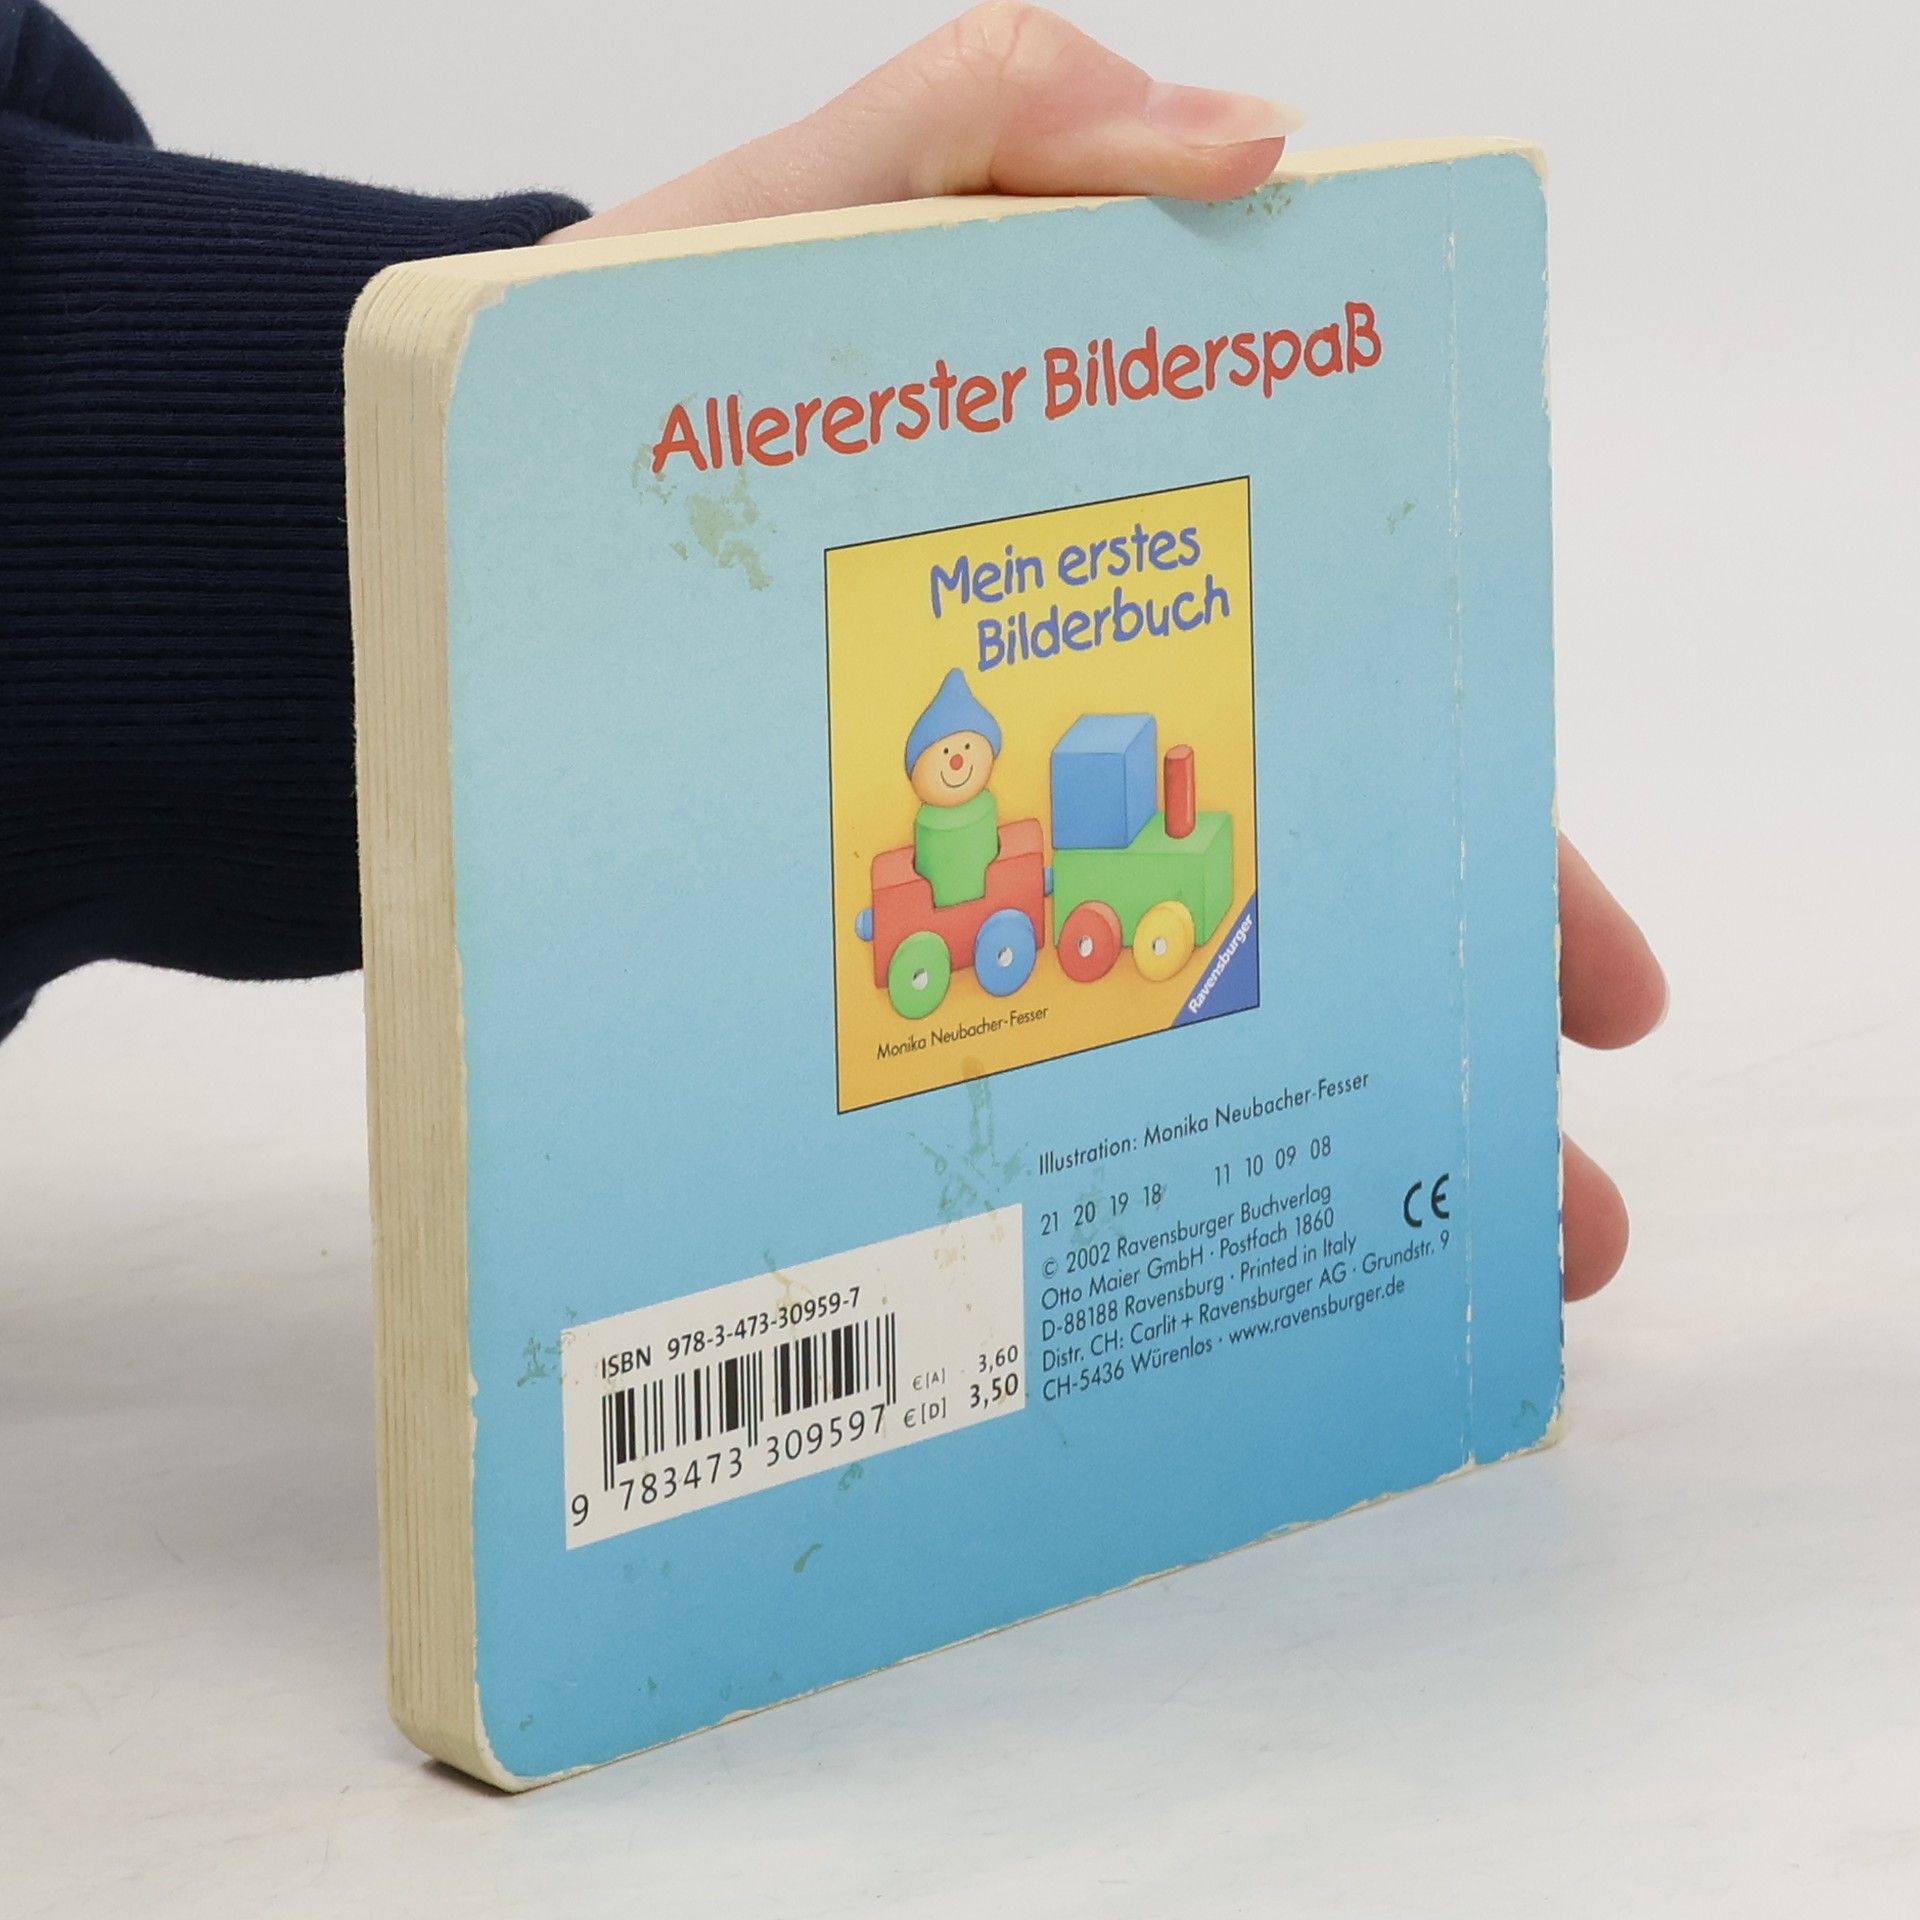 Allererster Bilderspaß
Mein erstes
Bilderbuch
Ravensburger
Monika Neubacher-Fesser
Illustration: Monika Neubacher-Fesser
21 20 19 18 11 10 09 08
© 2002 Ravensburger Buchverlag
Otto Maier GmbH · Postfach 1860
D-88188 Ravensburg · Printed in Italy
Distr. CH: Carlit + Ravensburger AG · Grundstr. 9
CH-5436 Würenlos · www.ravensburger.de
CE
ISBN 978-3-473-30959-7
€[A] 3,60
€[D] 3,50
9 783473 309597